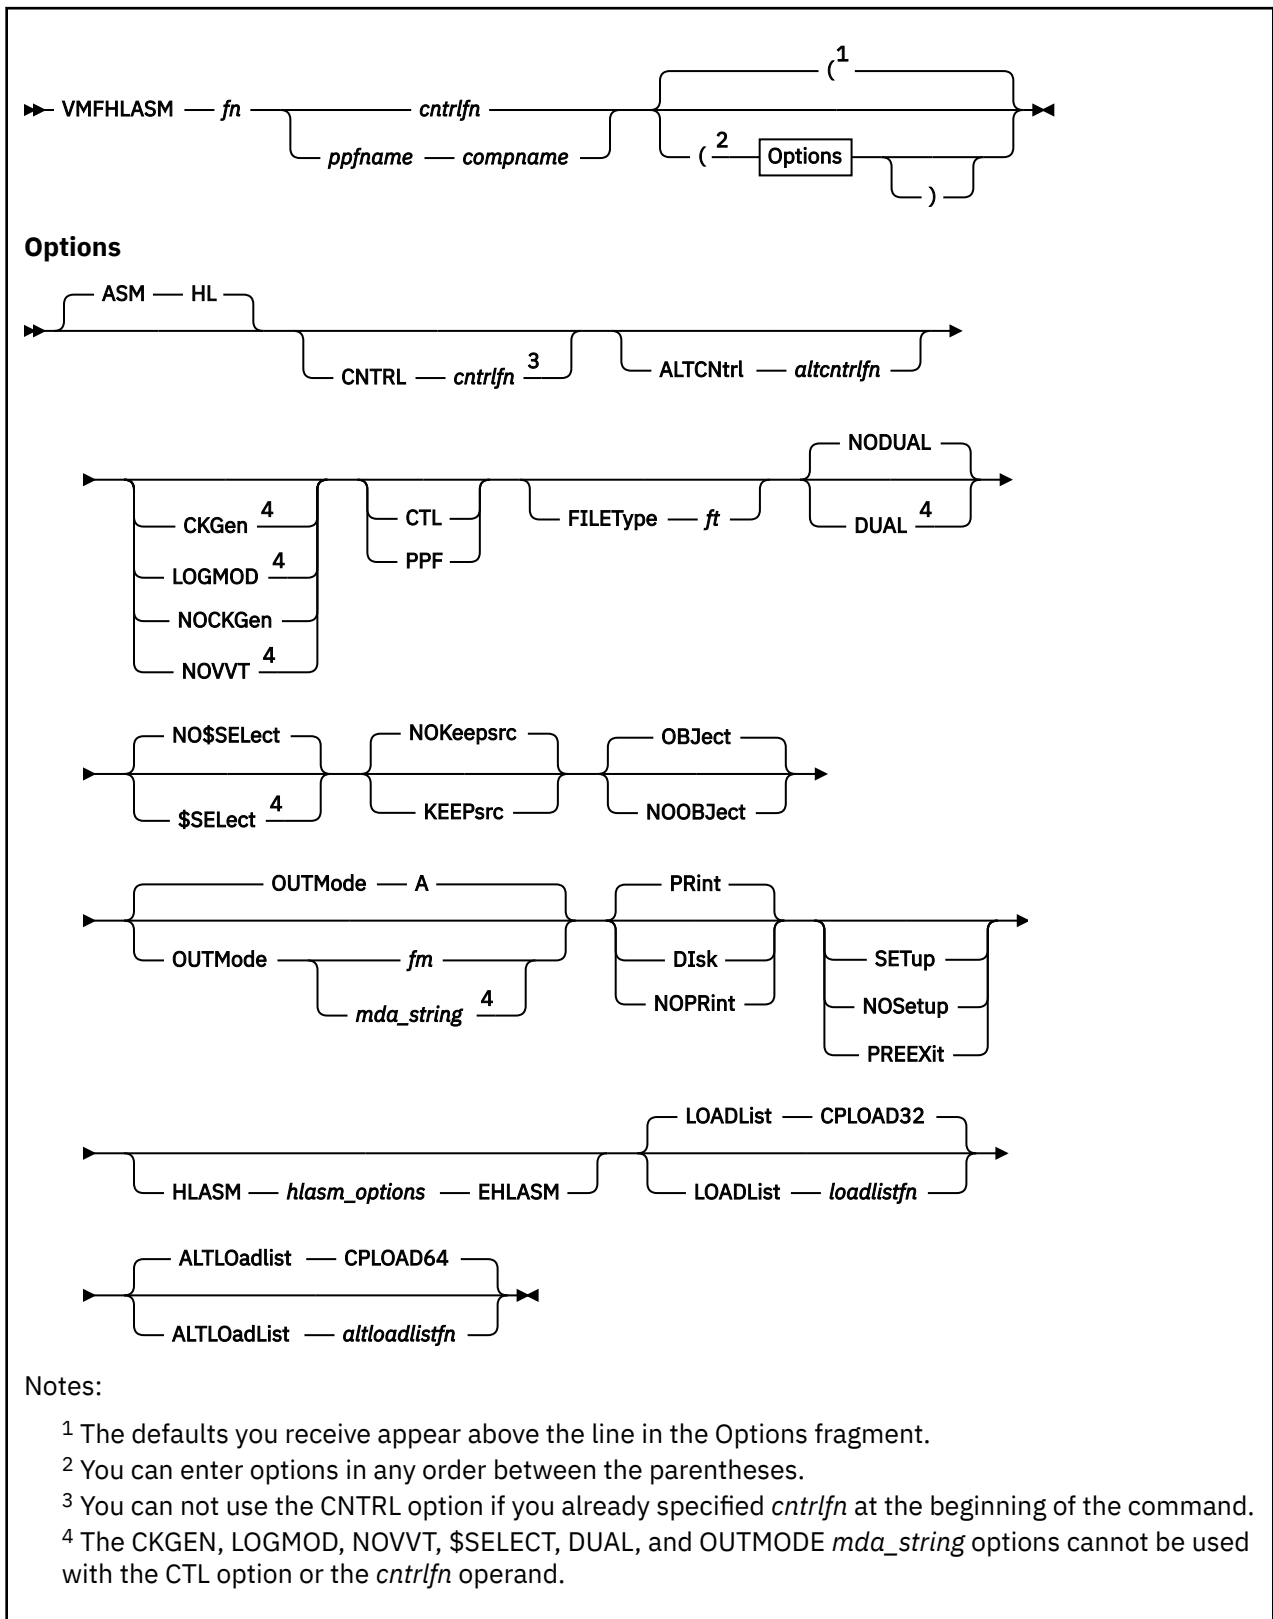 ( 1
VMFHLASM fn cntrlfn
ppfname compname ( 2 Options
)
Options
ASM HL
CNTRL cntrlfn 3 ALTCNtrl altcntrlfn
NODUAL
CKGen 4 CTL FILEType ft DUAL 4
LOGMOD 4 PPF
NOCKGen
NOVVT 4
NO$SELect NOKeepsrc OBJect
$SELect 4 KEEPsrc NOOBJect
OUTMode A PRint
OUTMode fm DIsk SETup
mda_string 4 NOPRInt NOSetup
PREEXit
LOADList CPLOAD32
HLASM hlasm_options EHLASM LOADList loadlistfn
ALTLOadlist CPLOAD64
ALTLOadList altloadlistfn
Notes:
1 The defaults you receive appear above the line in the Options fragment.
2 You can enter options in any order between the parentheses.
3 You can not use the CNTRL option if you already specified cntrlfn at the beginning of the command.
4 The CKGEN, LOGMOD, NOVVT, $SELECT, DUAL, and OUTMODE mda_string options cannot be used
with the CTL option or the cntrlfn operand.